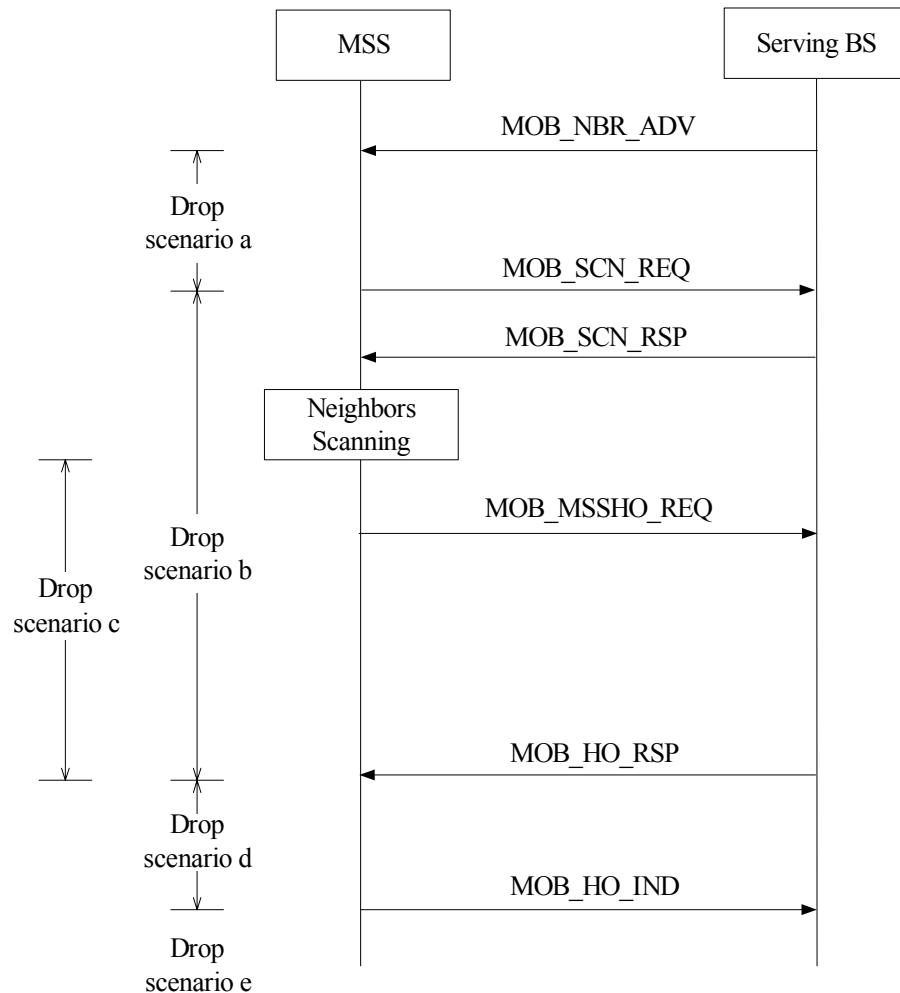 MSS
Serving BS
MOB_NBR_ADV
Drop
scenario a
MOB_SCN_REQ
MOB_SCN_RSP
Neighbors
Scanning
MOB_MSSHO_REQ
Drop
scenario b
Drop
scenario c
MOB_HO_RSP
Drop
scenario d
MOB_HO_IND
Drop
scenario e